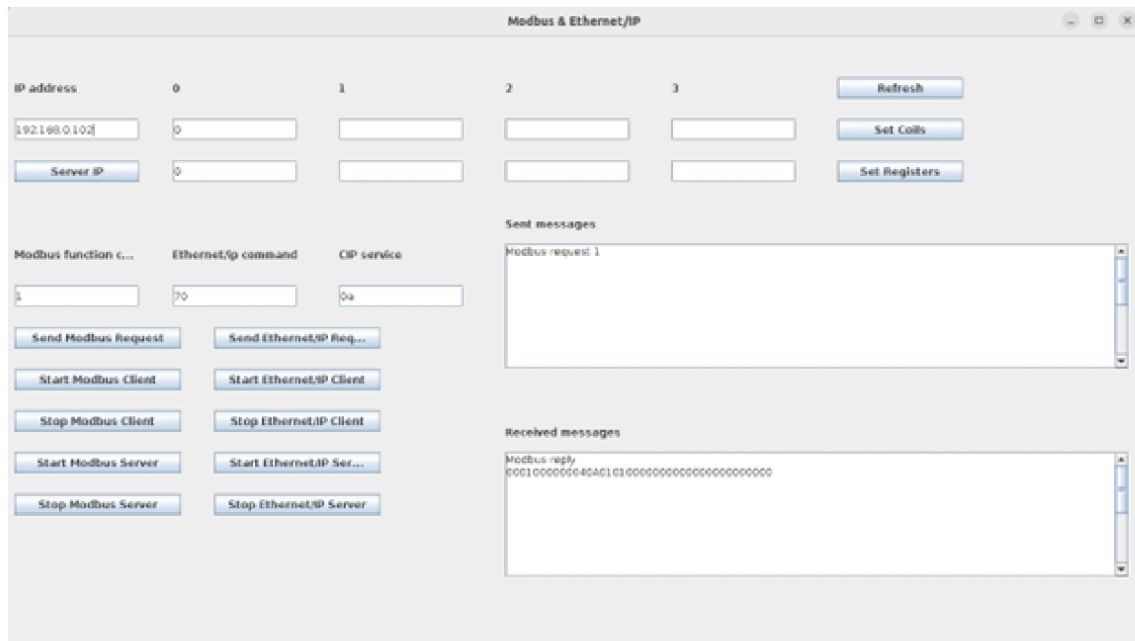 Modbus & Ethernet/IP
IP address 0 1 2 3 Refresh
192.168.0.102 0 Set Coils
Server IP 0 Set Registers
Sent messages
Modbus function c... Ethernet/ip command CIP service
Modbus request 1
1 70 0a
Send Modbus Request Send Ethernet/IP Req...
Start Modbus Client Start Ethernet/IP Client
Stop Modbus Client Stop Ethernet/IP Client
Received messages
Start Modbus Server Start Ethernet/IP Ser...
Modbus reply
Stop Modbus Server Stop Ethernet/IP Server